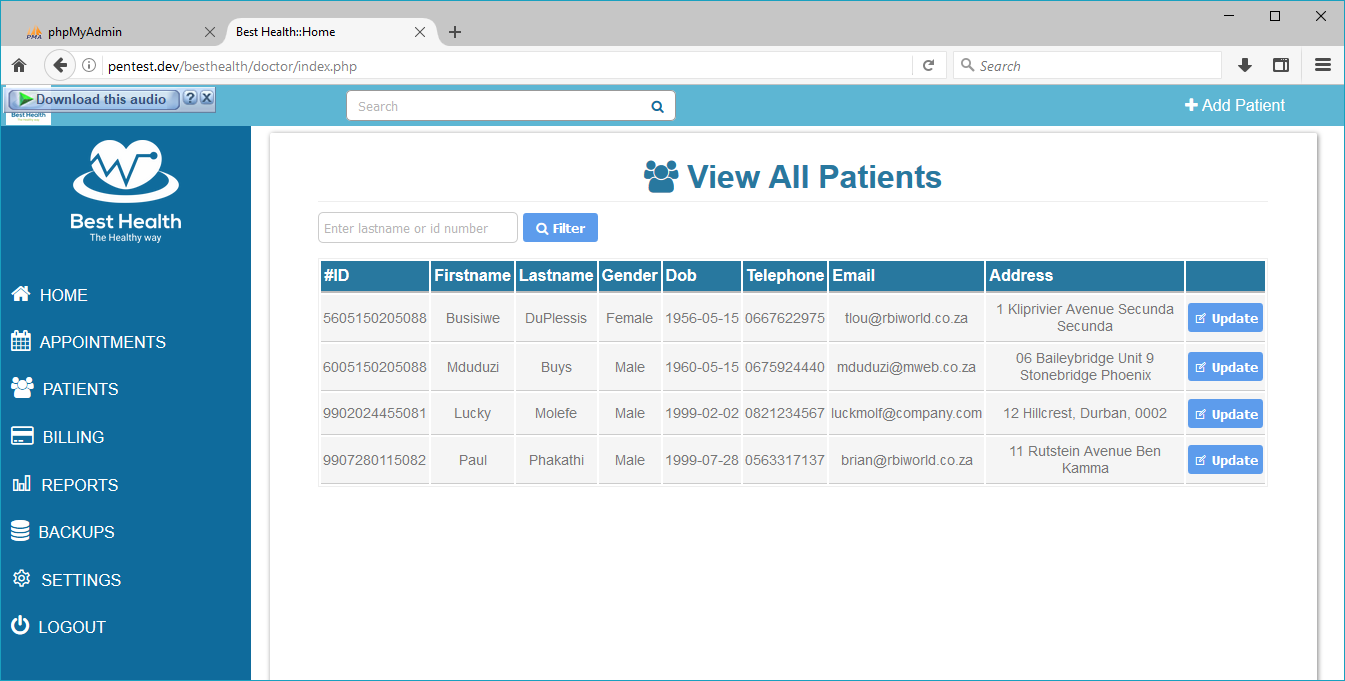 phpMyAdmin
Best Health::Home
pentest.dev/besthealth/doctor/index.php
Search
Download this audio
?
X
Best Health
Search
Add Patient
Best Health
The Healthy way
HOME
APPOINTMENTS
PATIENTS
BILLING
REPORTS
BACKUPS
SETTINGS
LOGOUT
View All Patients
Enter lastname or id number
Filter
#ID Firstname Lastname Gender Dob Telephone Email Address
5605150205088 Busisiwe DuPlessis Female 1956-05-15 0667622975 tlou@rbiworld.co.za 1 Kliprivier Avenue Secunda
Secunda
Update
6005150205088 Mduduzi Buys Male 1960-05-15 0675924440 mduduzi@mweb.co.za 06 Baileybridge Unit 9
Stonebridge Phoenix
Update
9902024455081 Lucky Molefe Male 1999-02-02 0821234567 luckmolf@company.com 12 Hillcrest, Durban, 0002 Update
9907280115082 Paul Phakathi Male 1999-07-28 0563317137 brian@rbiworld.co.za 11 Rutstein Avenue Ben
Kamma
Update